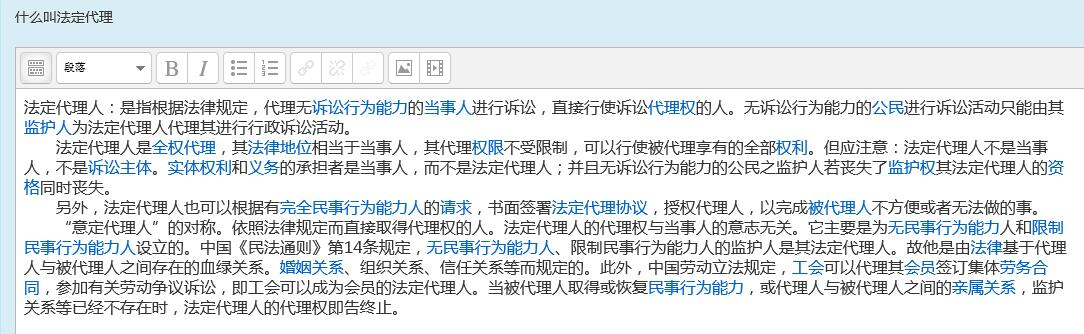 什么叫法定代理
段落
B I
法定代理人：是指根据法律规定，代理无诉讼行为能力的当事人进行诉讼，直接行使诉讼代理权的人。无诉讼行为能力的公民进行诉讼活动只能由其
监护人为法定代理人代理其进行行政诉讼活动。
法定代理人是全权代理，其法律地位相当于当事人，其代理权限不受限制，可以行使被代理享有的全部权利。但应注意：法定代理人不是当事
人，不是诉讼主体。实体权利和义务的承担者是当事人，而不是法定代理人；并且无诉讼行为能力的公民之监护人若丧失了监护权其法定代理人的资
格同时丧失。
另外，法定代理人也可以根据有完全民事行为能力人的请求，书面签署法定代理协议，授权代理人，以完成被代理人不方便或者无法做的事。
“意定代理人”的对称。依照法律规定而直接取得代理权的人。法定代理人的代理权与当事人的意志无关。它主要是为无民事行为能力人和限制
民事行为能力人设立的。中国《民法通则》第14条规定，无民事行为能力人、限制民事行为能力人的监护人是其法定代理人。故他是由法律基于代理
人与被代理人之间存在的血缘关系。婚姻关系、组织关系、信任关系等而规定的。此外，中国劳动立法规定，工会可以代理其会员签订集体劳务合
同，参加有关劳动争议诉讼，即工会可以成为会员的法定代理人。当被代理人取得或恢复民事行为能力，或代理人与被代理人之间的亲属关系，监护
关系等已经不存在时，法定代理人的代理权即告终止。